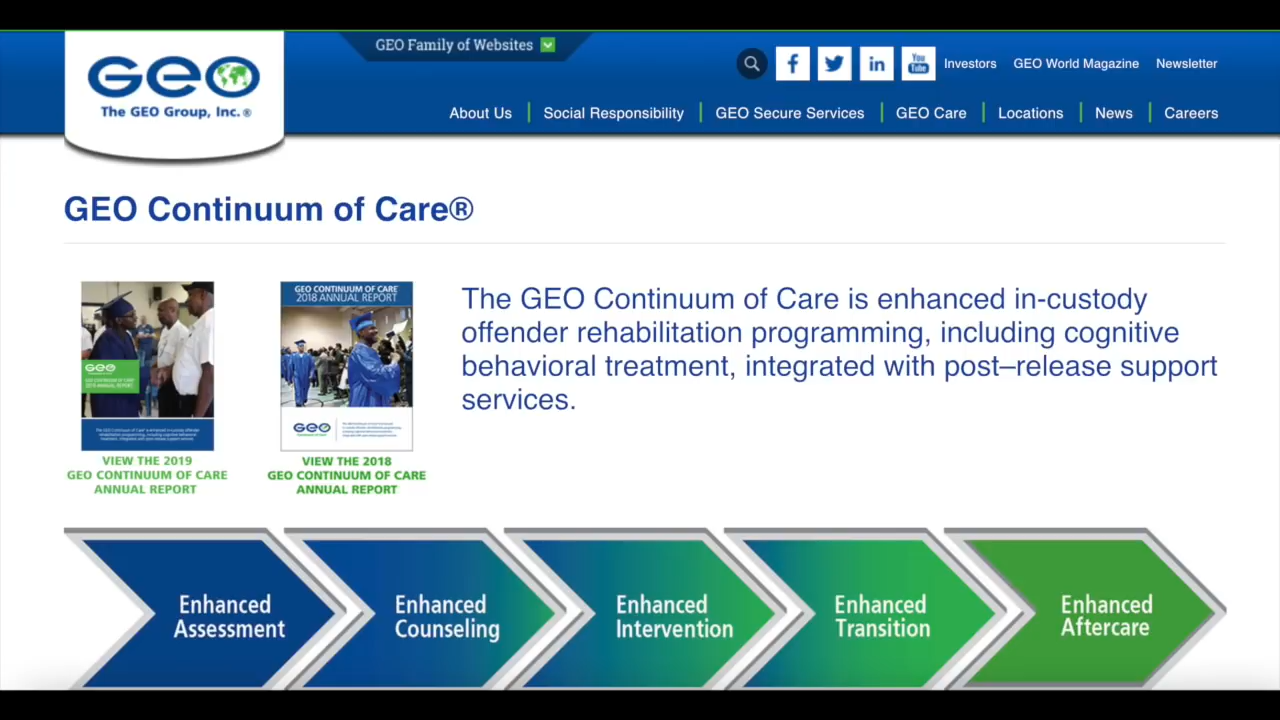 GEO Family of Websites
GEO
The GEO Group, Inc.®
You
Tube
Investors
GEO World Magazine
Newsletter
About Us
Social Responsibility
GEO Secure Services
GEO Care
Locations
News
Careers
GEO Continuum of Care®
GEO
GEO CONTINUUM OF CARE
2018 ANNUAL REPORT
GEO
The GEO Continuum of Care is enhanced in-custody
offender rehabilitation programming, including cognitive
behavioral treatment, integrated with post–release support
services.
VIEW THE 2019
GEO CONTINUUM OF CARE
ANNUAL REPORT
VIEW THE 2018
GEO CONTINUUM OF CARE
ANNUAL REPORT
Enhanced
Assessment
Enhanced
Counseling
Enhanced
Intervention
Enhanced
Transition
Enhanced
Aftercare